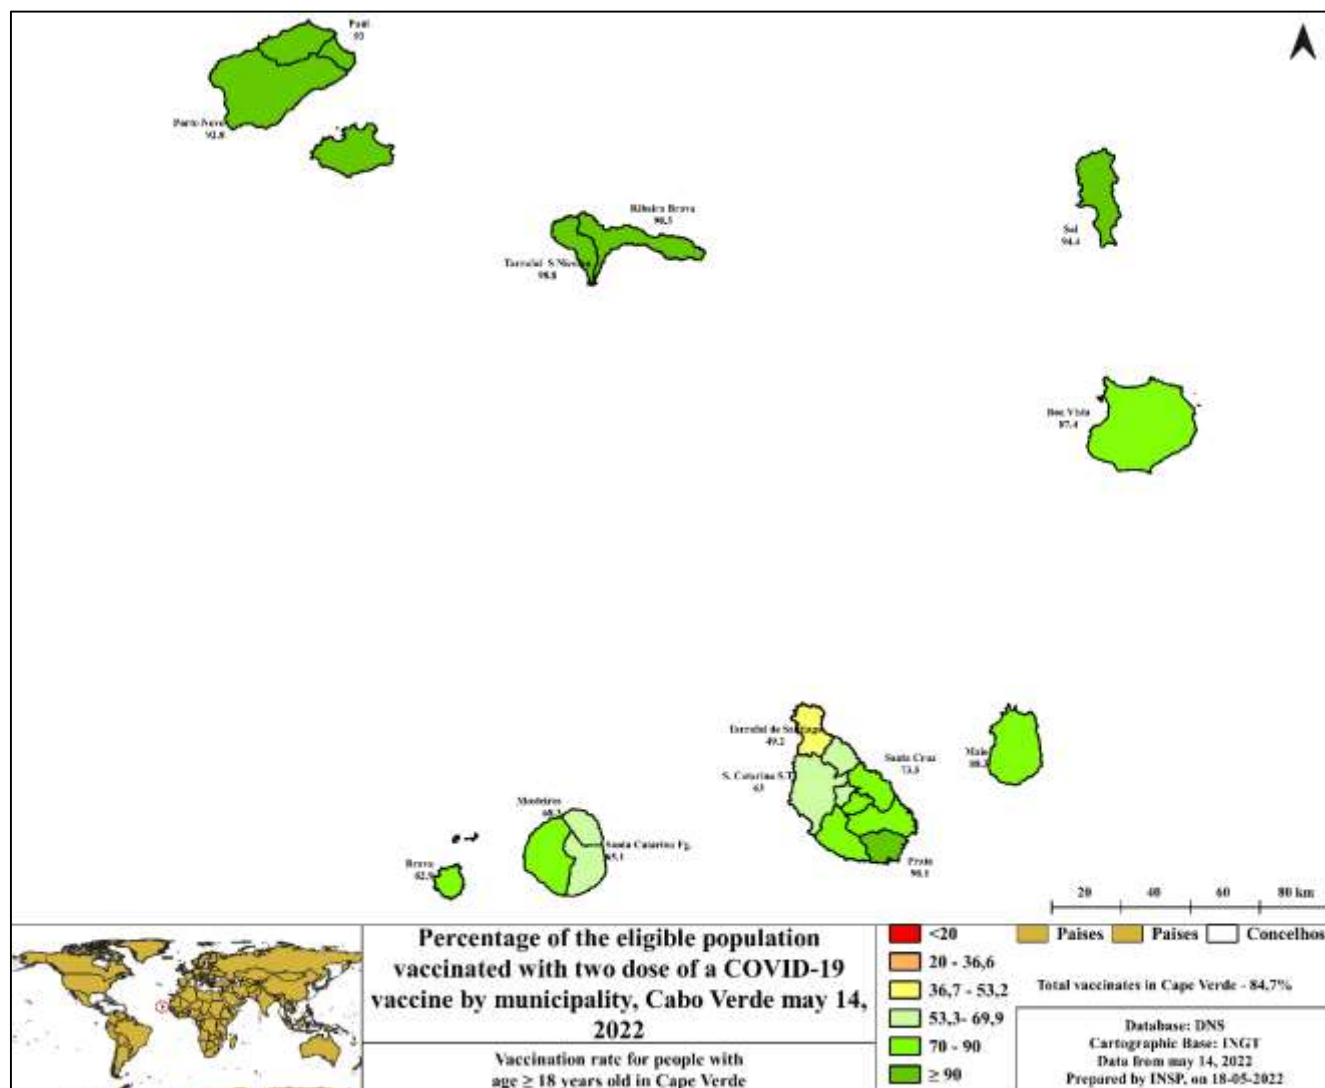 Paul
93
Porto Novo
Ribeira Brava
Tarrafal S Nicolau
98.8
Sal
94.4
Boa Vista
87.4
Tarrafal de Santiago
49.2
Santa Cruz
73.5
Maio
S. Catarina S.T
63
Mosteiros
Santa Catarina Fg.
65.1
Brava
Praia
20 40 60 80 km
Percentage of the eligible population
vaccinated with two dose of a COVID-19
vaccine by municipality, Cabo Verde may 14,
2022
Vaccination rate for people with
age ≥ 18 years old in Cape Verde
<20
20 - 36,6
36,7 - 53,2
53,3- 69,9
70 - 90
≥ 90
Paises Paises Concelhos
Total vaccinates in Cape Verde - 84,7%
Database: DNS
Cartographic Base: INGT
Data from may 14, 2022
Prepared by INSP, on 18-05-2022